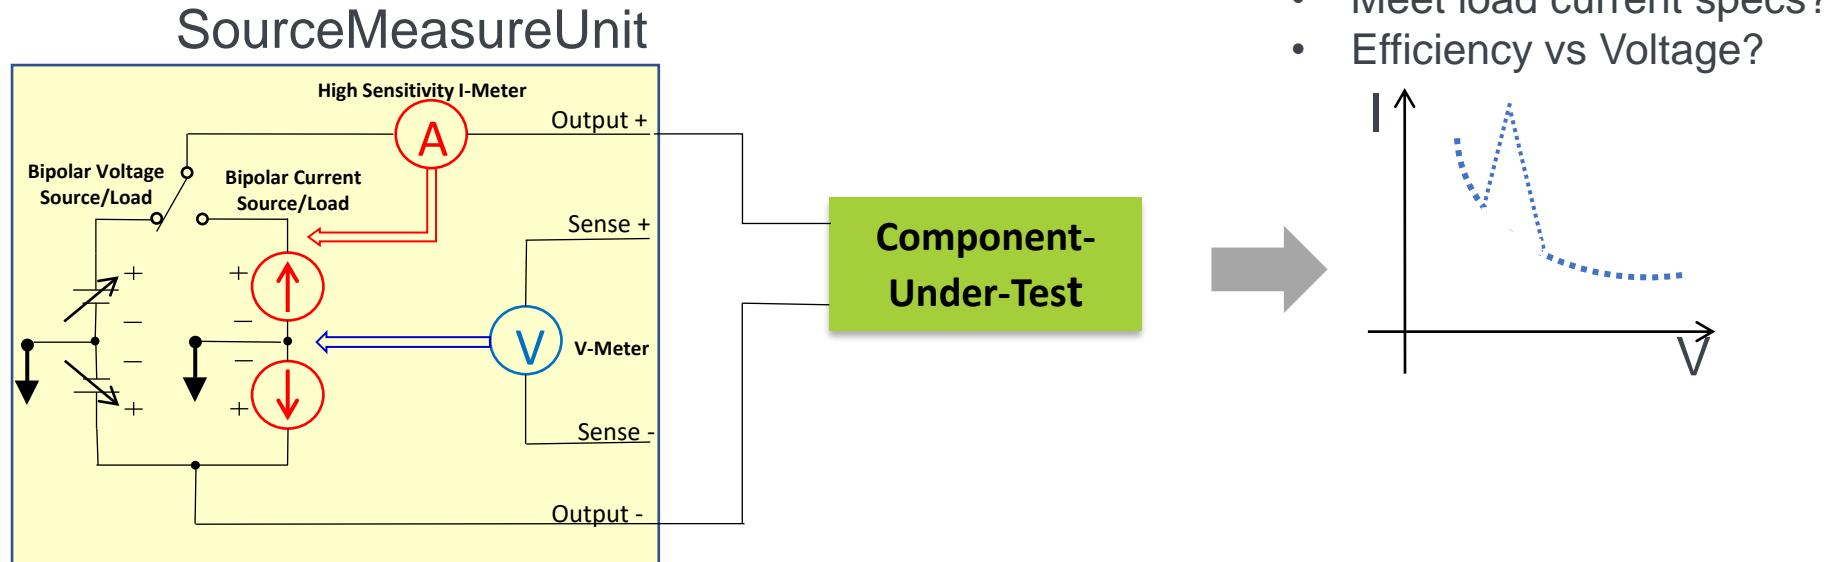 SourceMeasureUnit
• Meet load current specs?
• Efficiency vs Voltage?
High Sensitivity I-Meter
A
Output +
Bipolar Voltage
Source/Load
Bipolar Current
Source/Load
Sense +
+
+
−
−
V
V-Meter
−
−
+
+
Sense -
Output -
Component-
Under-Test
I
V